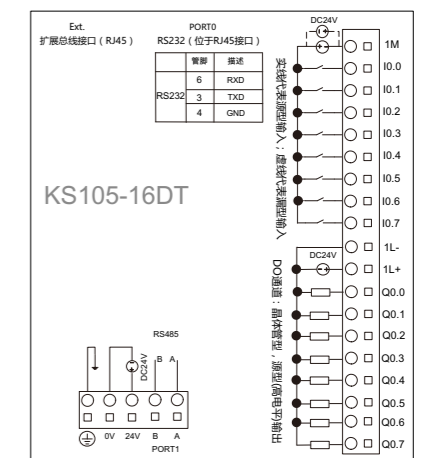 Ext.
扩展总线接口（RJ45）
PORT0
RS232（位于RJ45接口）
管脚 描述
RS232
6 RXD
3 TXD
4 GND
KS105-16DT
DC24V
实线代表源型输入；虚线代表漏型输入
1M
I0.0
I0.1
I0.2
I0.3
I0.4
I0.5
I0.6
I0.7
1L-
DC24V
1L+
DO通道：晶体管型，源型(高电平)输出
Q0.0
Q0.1
Q0.2
Q0.3
Q0.4
Q0.5
Q0.6
Q0.7
RS485
DC24V
B A
0V 24V B A
PORT1